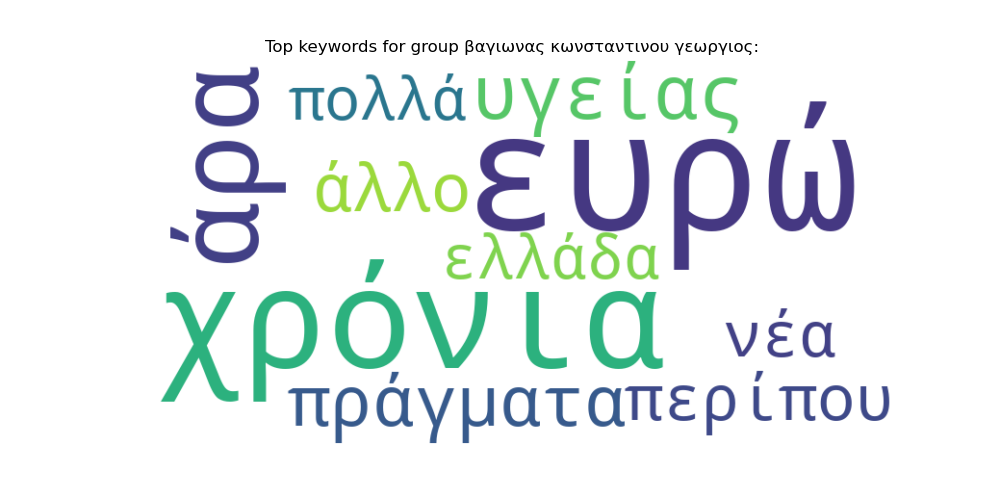 Top keywords for group βαγιωνας κωνσταντινου γεωργιος:
άρα
πολλά
υγείας
άλλο
ευρώ
ελλάδα
χρόνια
νέα
πράγματα
περίπου